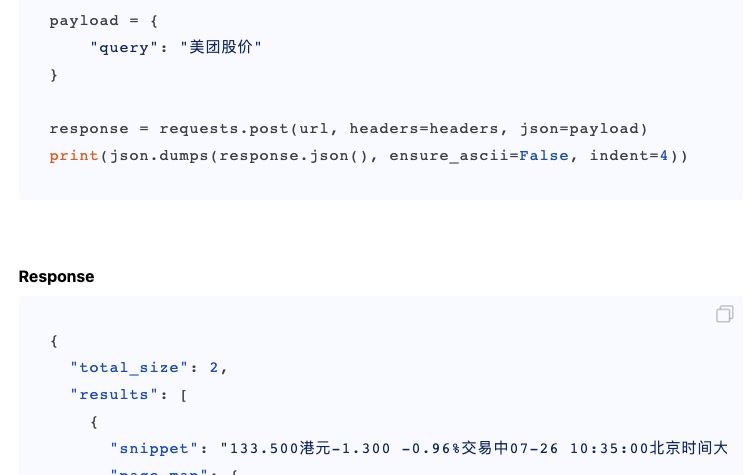 payload = {
    "query": "美团股价"
}
response = requests.post(url, headers=headers, json=payload)
print(json.dumps(response.json(), ensure_ascii=False, indent=4))
Response
{
  "total_size": 2,
  "results": [
    {
      "snippet": "133.500港元-1.300 -0.96%交易中07-26 10:35:00北京时间大
      "page_map": {